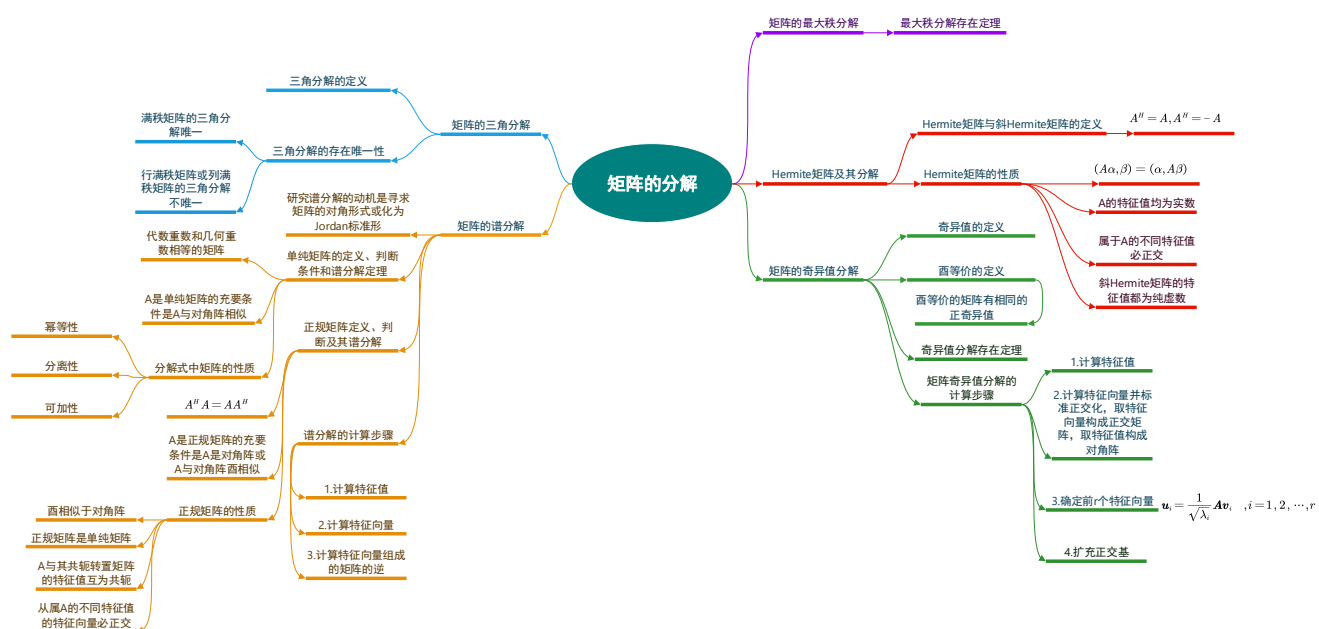 矩阵的分解
矩阵的最大秩分解
最大秩分解存在定理
Hermite矩阵及其分解
Hermite矩阵与斜Hermite矩阵的定义
A^H = A, A^H = - A
Hermite矩阵的性质
(Aα, β) = (α, Aβ)
A的特征值均为实数
属于A的不同特征值
必正交
斜Hermite矩阵的特
征值都为纯虚数
矩阵的奇异值分解
奇异值的定义
酉等价的定义
酉等价的矩阵有相同的
正奇异值
奇异值分解存在定理
矩阵奇异值分解的
计算步骤
1.计算特征值
2.计算特征向量并标
准正交化，取特征
向量构成正交矩
阵，取特征值构成
对角阵
3.确定前r个特征向量 u_i = \frac{1}{\sqrt{λ_i}} Av_i , i = 1, 2, ⋯, r
4.扩充正交基
矩阵的三角分解
三角分解的定义
三角分解的存在唯一性
满秩矩阵的三角分
解唯一
行满秩矩阵或列满
秩矩阵的三角分解
不唯一
矩阵的谱分解
研究谱分解的动机是寻求
矩阵的对角形式或化为
Jordan标准形
单纯矩阵的定义、判断
条件和谱分解定理
代数重数和几何重
数相等的矩阵
A是单纯矩阵的充要条
件是A与对角阵相似
分解式中矩阵的性质
幂等性
分离性
可加性
正规矩阵定义、判
断及其谱分解
A^H A = AA^H
A是正规矩阵的充要
条件是A是对角阵或
A与对角阵酉相似
正规矩阵的性质
酉相似于对角阵
正规矩阵是单纯矩阵
A与其共轭转置矩阵
的特征值互为共轭
从属A的不同特征值
的特征向量必正交
谱分解的计算步骤
1.计算特征值
2.计算特征向量
3.计算特征向量组成
的矩阵的逆